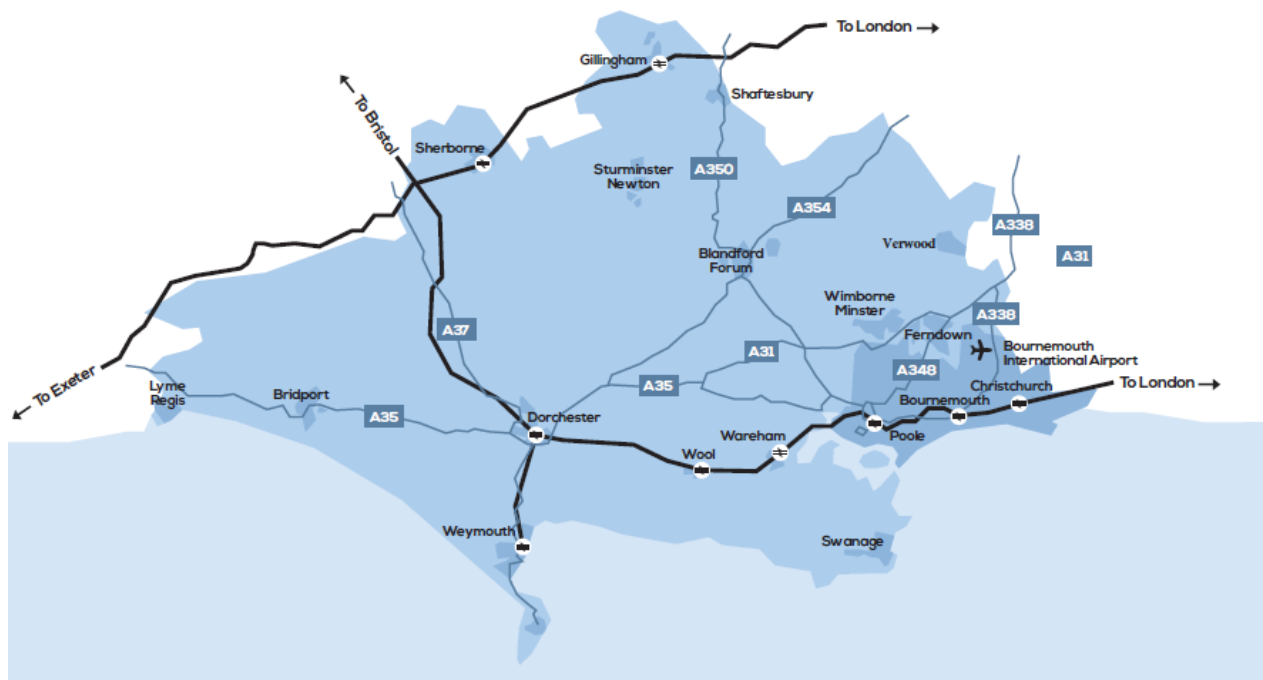 To London
Gillingham
Shaftesbury
To Bristol
Sherborne
Sturminster
Newton
A350
A354
A338
Verwood
A31
Blandford
Forum
Wimborne
Minster
A338
A37
Ferndown
A31
Bournemouth
International Airport
A348
To Exeter
Lyme
Regis
Bridport
A35
A35
Christchurch
To London
Bournemouth
Dorchester
Poole
Wareham
Wool
Weymouth
Swanage